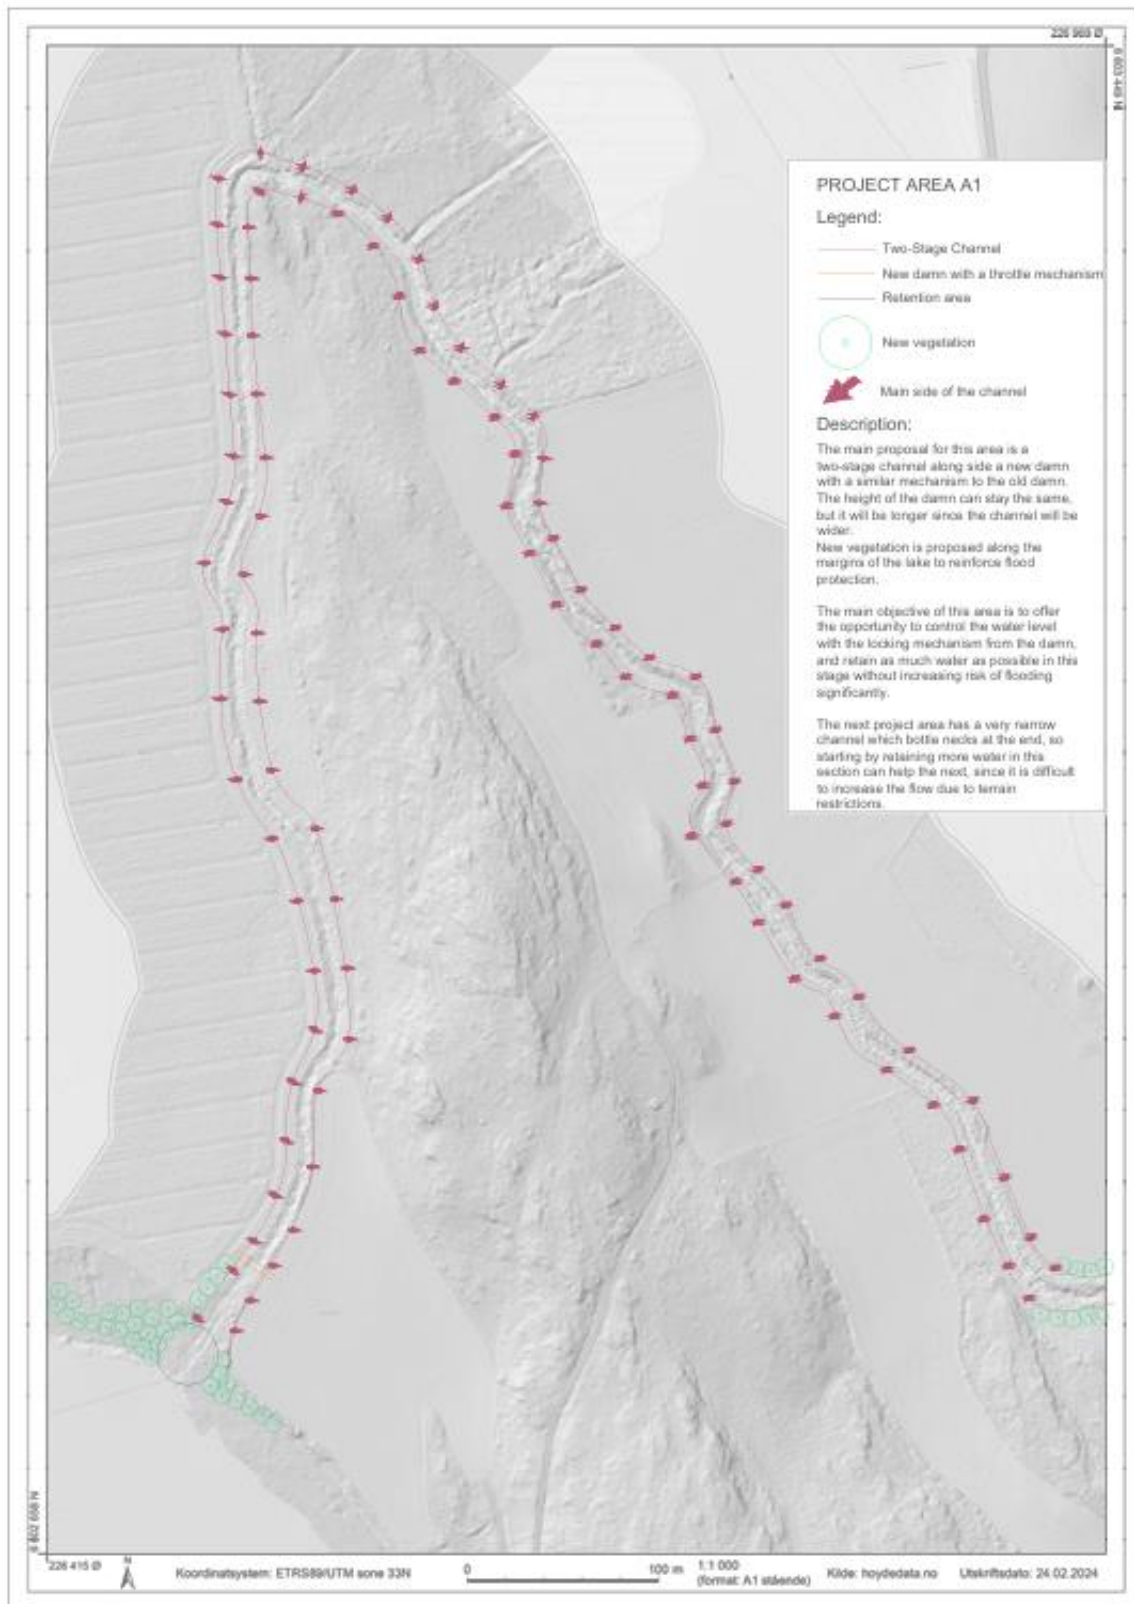 226 969 Ø
6 603 449 N
PROJECT AREA A1
Legend:
Two-Stage Channel
New damn with a throttle mechanism
Retention area
New vegetation
Main side of the channel
Description:
The main proposal for this area is a
two-stage channel along side a new damn
with a similar mechanism to the old damn.
The height of the damn can stay the same,
but it will be longer since the channel will be
wider.
New vegetation is proposed along the
margins of the lake to reinforce flood
protection.
The main objective of this area is to offer
the opportunity to control the water level
with the locking mechanism from the damn,
and retain as much water as possible in this
stage without increasing risk of flooding
significantly.
The next project area has a very narrow
channel which bottle necks at the end, so
starting by retaining more water in this
section can help the next, since it is difficult
to increase the flow due to terrain
restrictions.
6 602 658 N
226 415 Ø
N
Koordinatsystem: ETRS89/UTM sone 33N
0
100 m
1:1 000
(format: A1 stående)
Kilde: hoydedata.no
Utskriftsdato: 24.02.2024